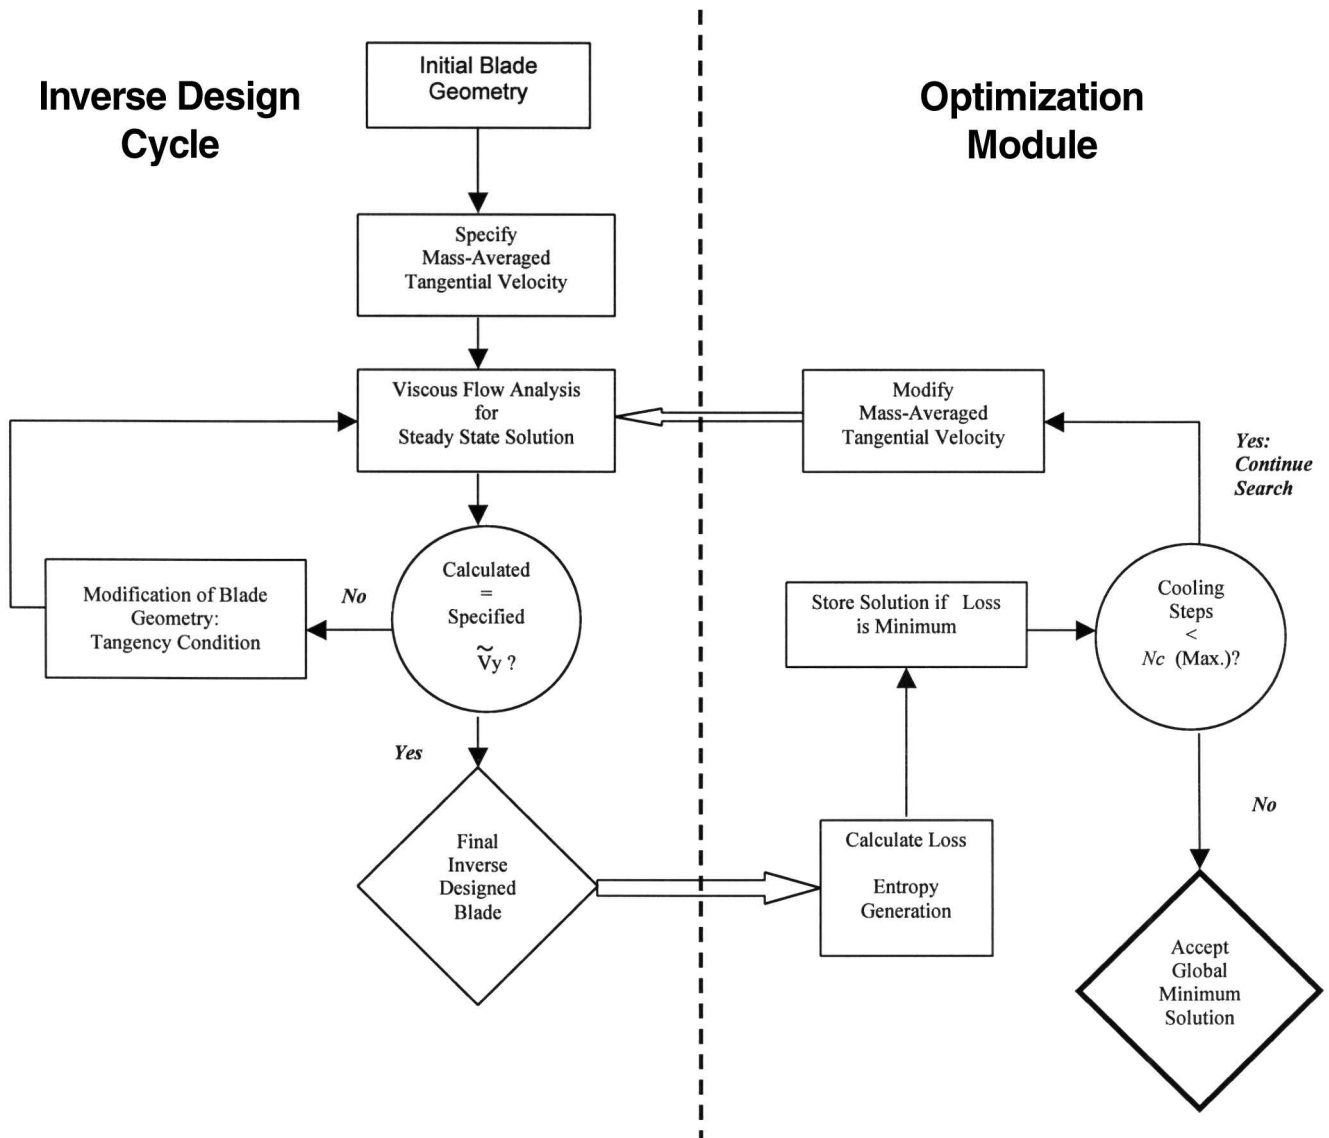 Inverse Design
Cycle
Initial Blade
Geometry
Specify
Mass-Averaged
Tangential Velocity
Viscous Flow Analysis
for
Steady State Solution
Calculated
=
Specified
Ṽy ?
No
Modification of Blade
Geometry:
Tangency Condition
Yes
Final
Inverse
Designed
Blade
Optimization
Module
Modify
Mass-Averaged
Tangential Velocity
Yes:
Continue
Search
Store Solution if Loss
is Minimum
Cooling
Steps
<
Nc (Max.)?
Calculate Loss
Entropy
Generation
No
Accept
Global
Minimum
Solution